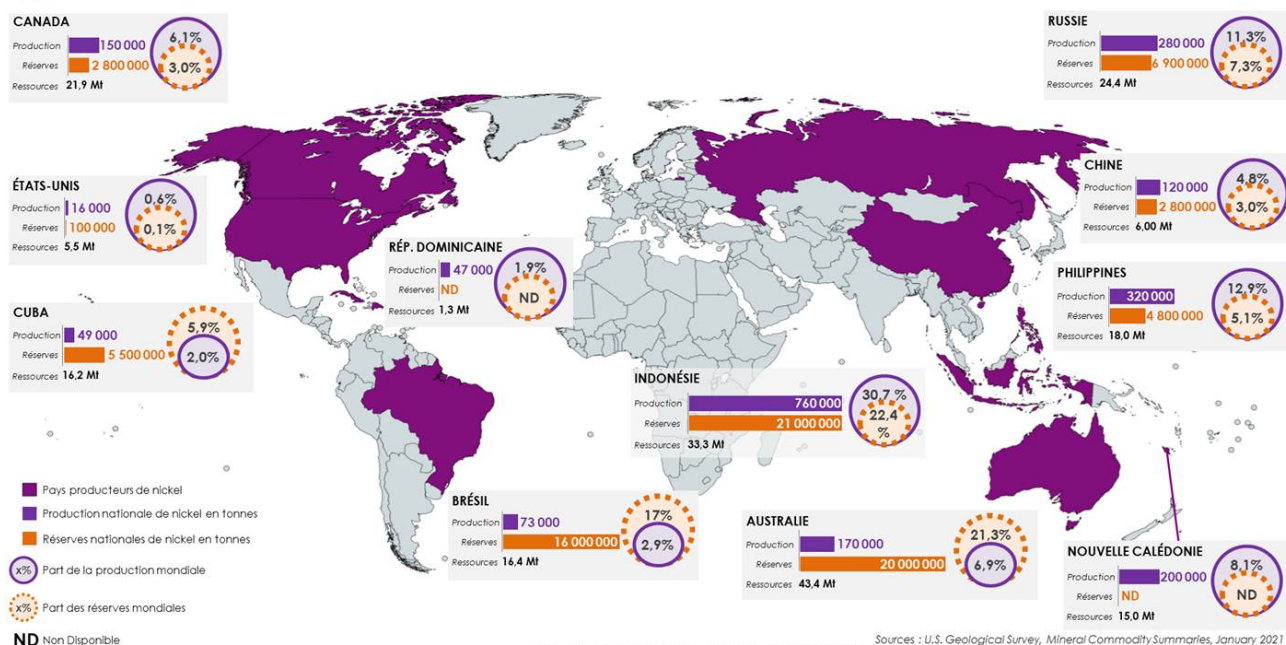 CANADA
Production 150 000
Réserves 2 800 000
Ressources 21,9 Mt
6,1%
3,0%
RUSSIE
Production 280 000
Réserves 6 900 000
Ressources 24,4 Mt
11,3%
7,3%
ÉTATS-UNIS
Production 16 000
Réserves 100 000
Ressources 5,5 Mt
0,6%
0,1%
CHINE
Production 120 000
Réserves 2 800 000
Ressources 6,00 Mt
4,8%
3,0%
RÉP. DOMINICAINE
Production 47 000
Réserves ND
Ressources 1,3 Mt
1,9%
ND
PHILIPPINES
Production 320 000
Réserves 4 800 000
Ressources 18,0 Mt
12,9%
5,1%
CUBA
Production 49 000
Réserves 5 500 000
Ressources 16,2 Mt
5,9%
2,0%
INDONÉSIE
Production 760 000
Réserves 21 000 000
Ressources 33,3 Mt
30,7 %
22,4
%
BRÉSIL
Production 73 000
Réserves 16 000 000
Ressources 16,4 Mt
17%
2,9%
AUSTRALIE
Production 170 000
Réserves 20 000 000
Ressources 43,4 Mt
21,3%
6,9%
NOUVELLE CALÉDONIE
Production 200 000
Réserves ND
Ressources 15,0 Mt
8,1%
ND
Pays producteurs de nickel
Production nationale de nickel en tonnes
Réserves nationales de nickel en tonnes
x% Part de la production mondiale
x% Part des réserves mondiales
ND Non Disponible
Sources : U.S. Geological Survey, Mineral Commodity Summaries, January 2021